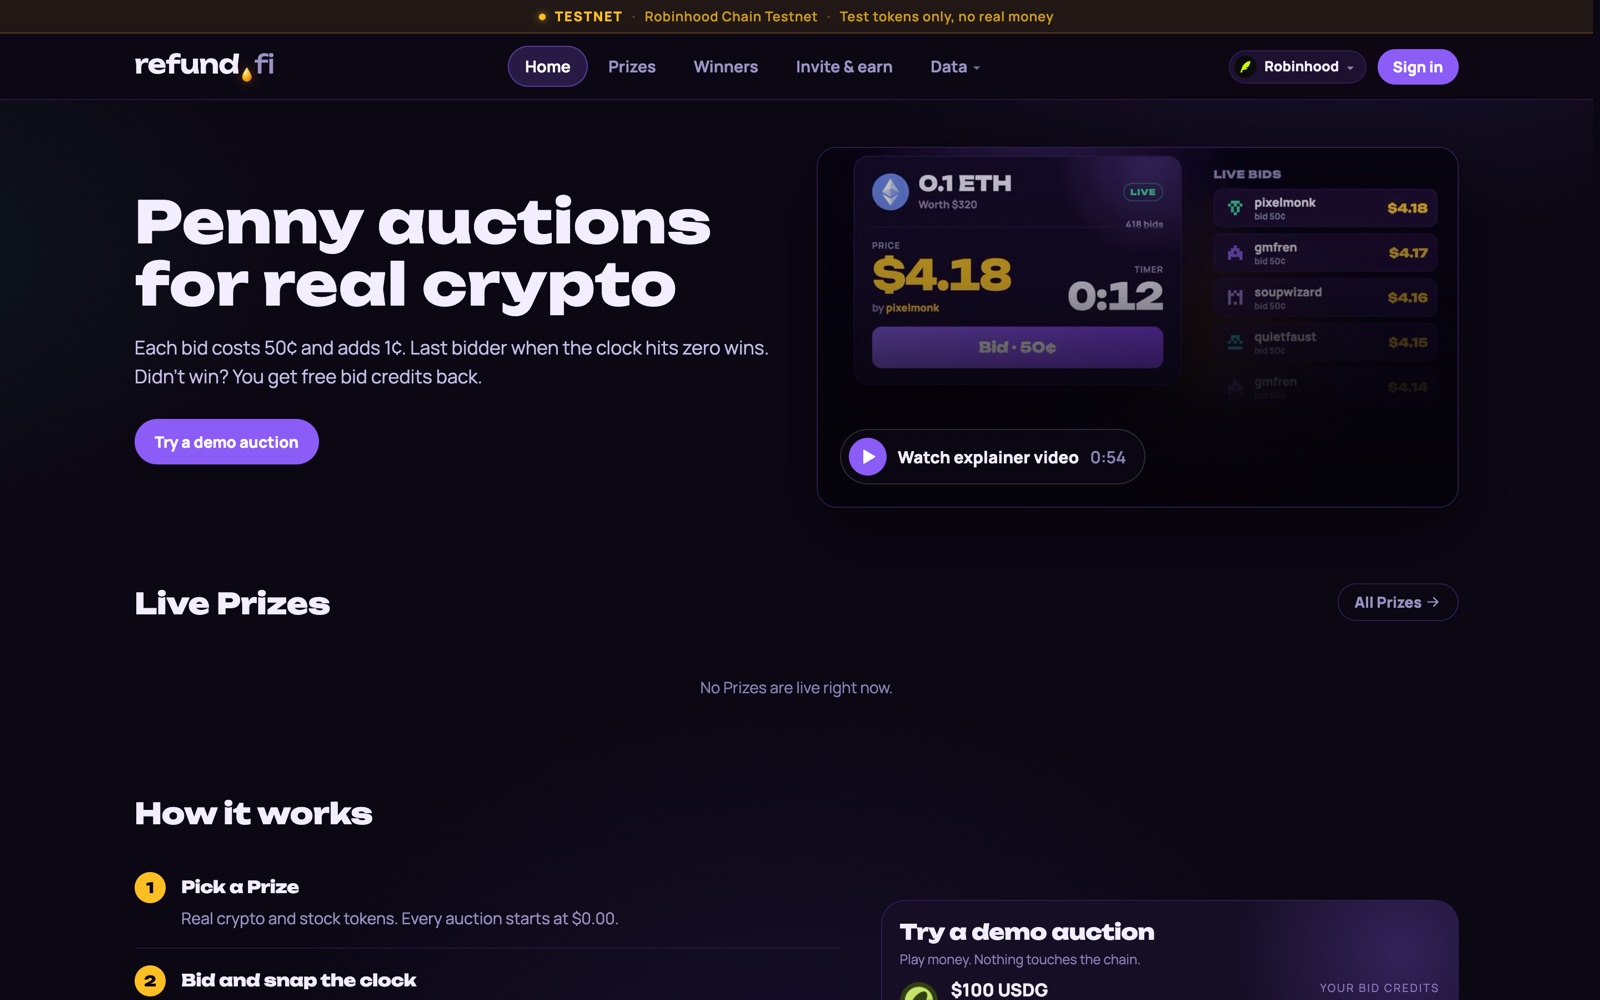 TESTNET · Robinhood Chain Testnet · Test tokens only, no real money
refund.fi
Home
Prizes
Winners
Invite & earn
Data
Robinhood
Sign in
Penny auctions
for real crypto
Each bid costs 50¢ and adds 1¢. Last bidder when the clock hits zero wins.
Didn't win? You get free bid credits back.
Try a demo auction
0.1 ETH
Worth $320
LIVE
418 bids
PRICE
$4.18
by pixelmonk
TIMER
0:12
Bid · 50¢
LIVE BIDS
pixelmonk
bid 50¢
$4.18
gmfren
bid 50¢
$4.17
soupwizard
bid 50¢
$4.16
quietfaust
bid 50¢
$4.15
gmfren
bid 50¢
$4.14
Watch explainer video 0:54
Live Prizes
All Prizes →
No Prizes are live right now.
How it works
1
Pick a Prize
Real crypto and stock tokens. Every auction starts at $0.00.
2
Bid and snap the clock
Try a demo auction
Play money. Nothing touches the chain.
$100 USDG
YOUR BID CREDITS